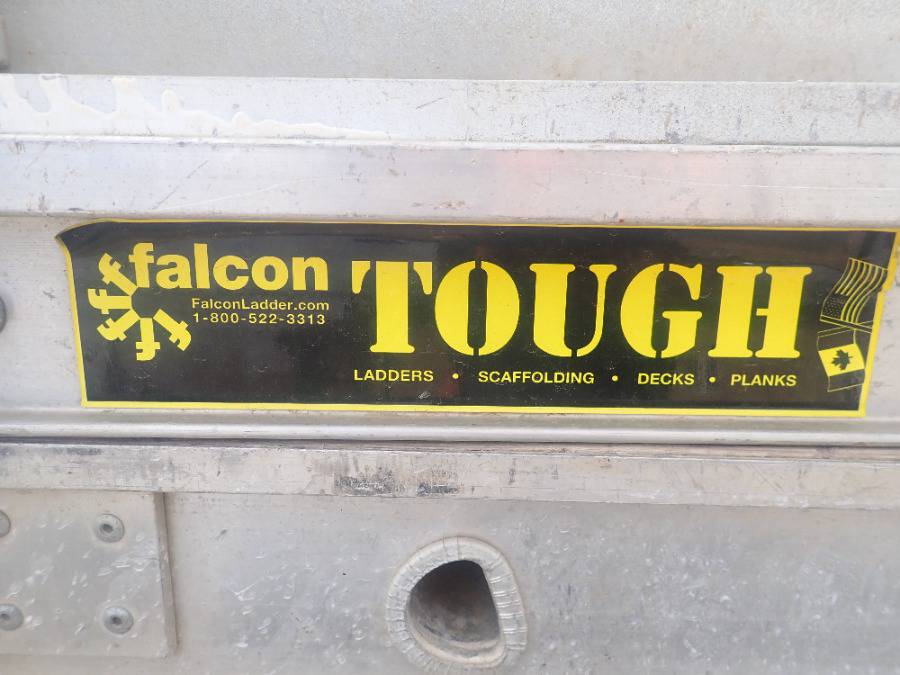 falcon
FalconLadder.com
1-800-522-3313
TOUGH
LADDERS • SCAFFOLDING • DECKS • PLANKS